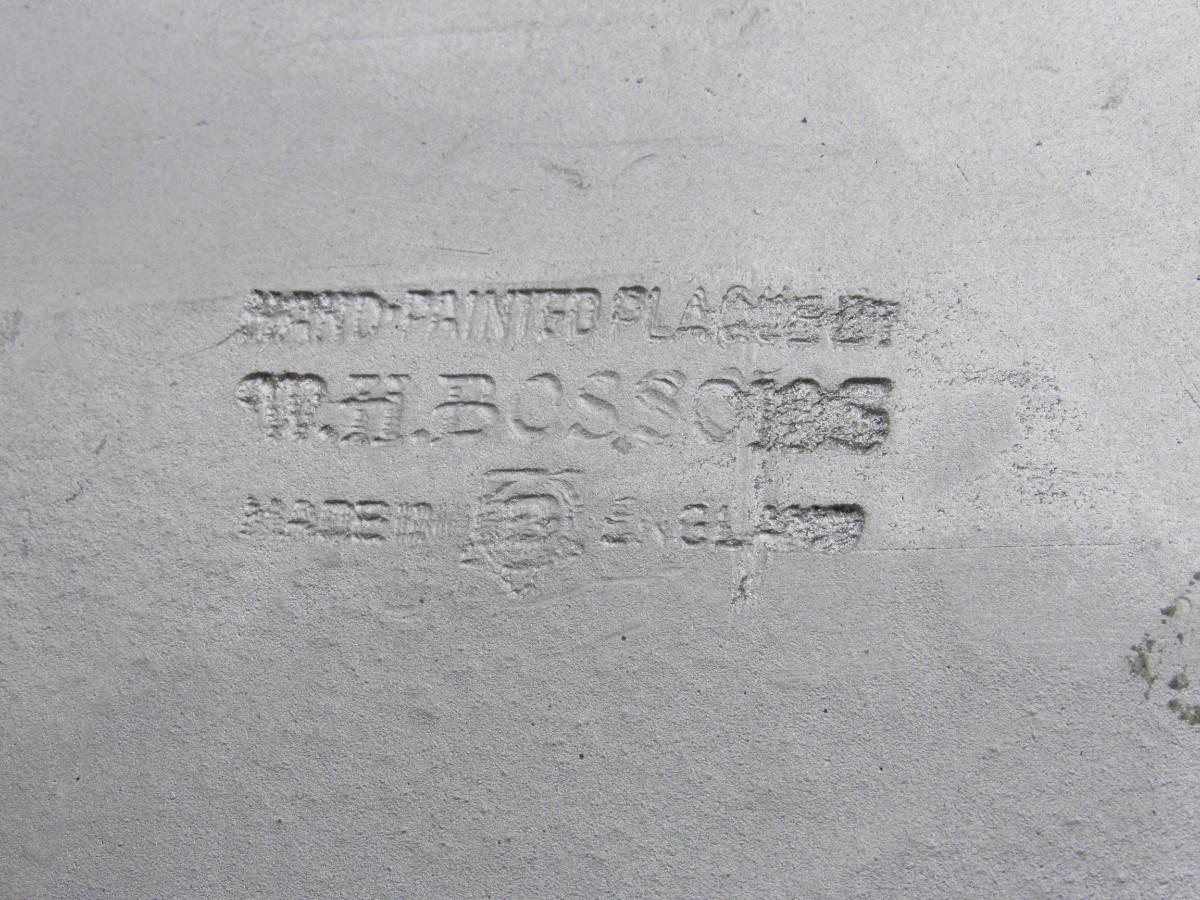 HAND-PAINTED PLAQUE BY
W.H.BOSSONS
MADE IN ENGLAND